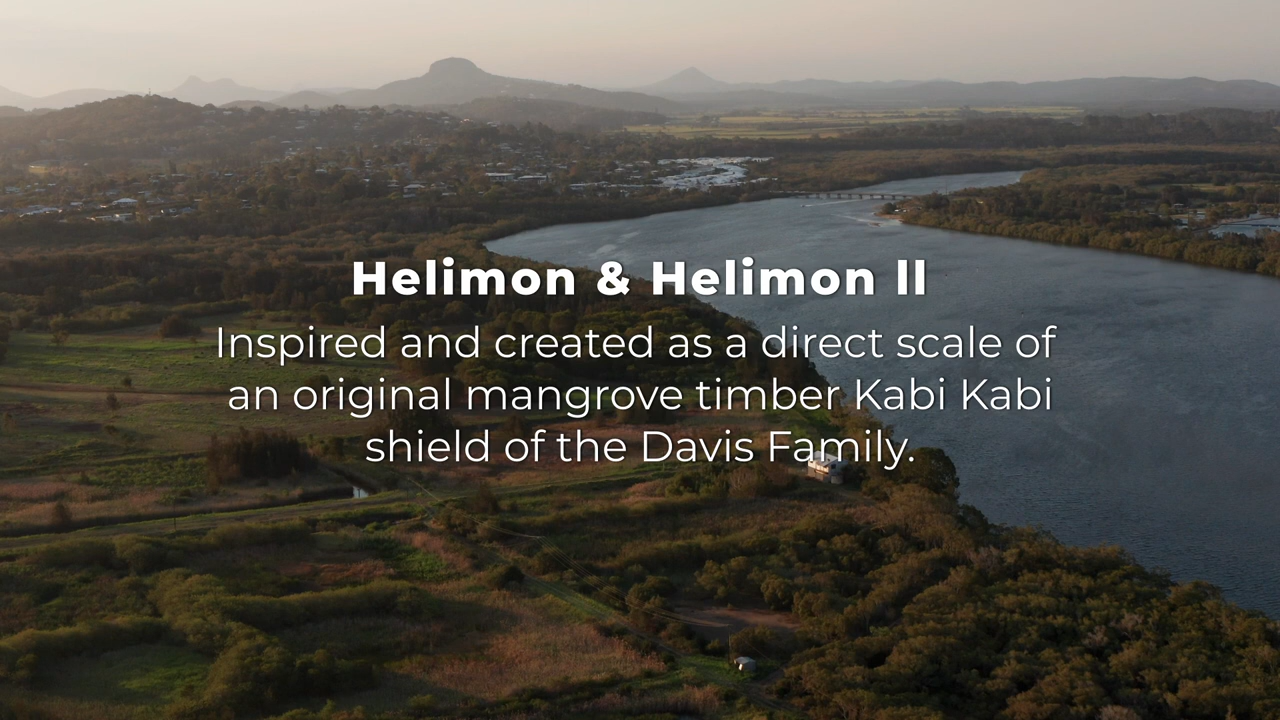 Helimon & Helimon ll
Inspired and created as a direct scale of
an original mangrove timber Kabi Kabi
shield of the Davis Family.